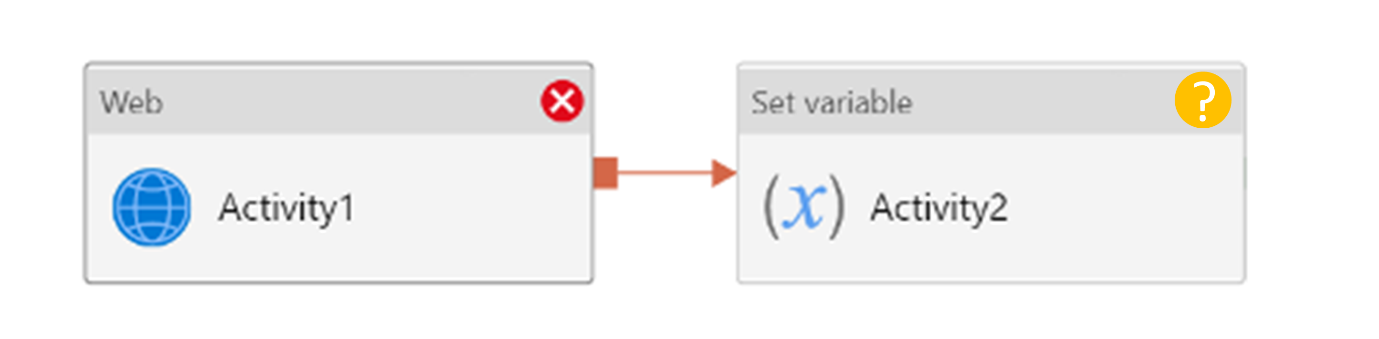 Web
Set variable
?
Activity1
(x) Activity2